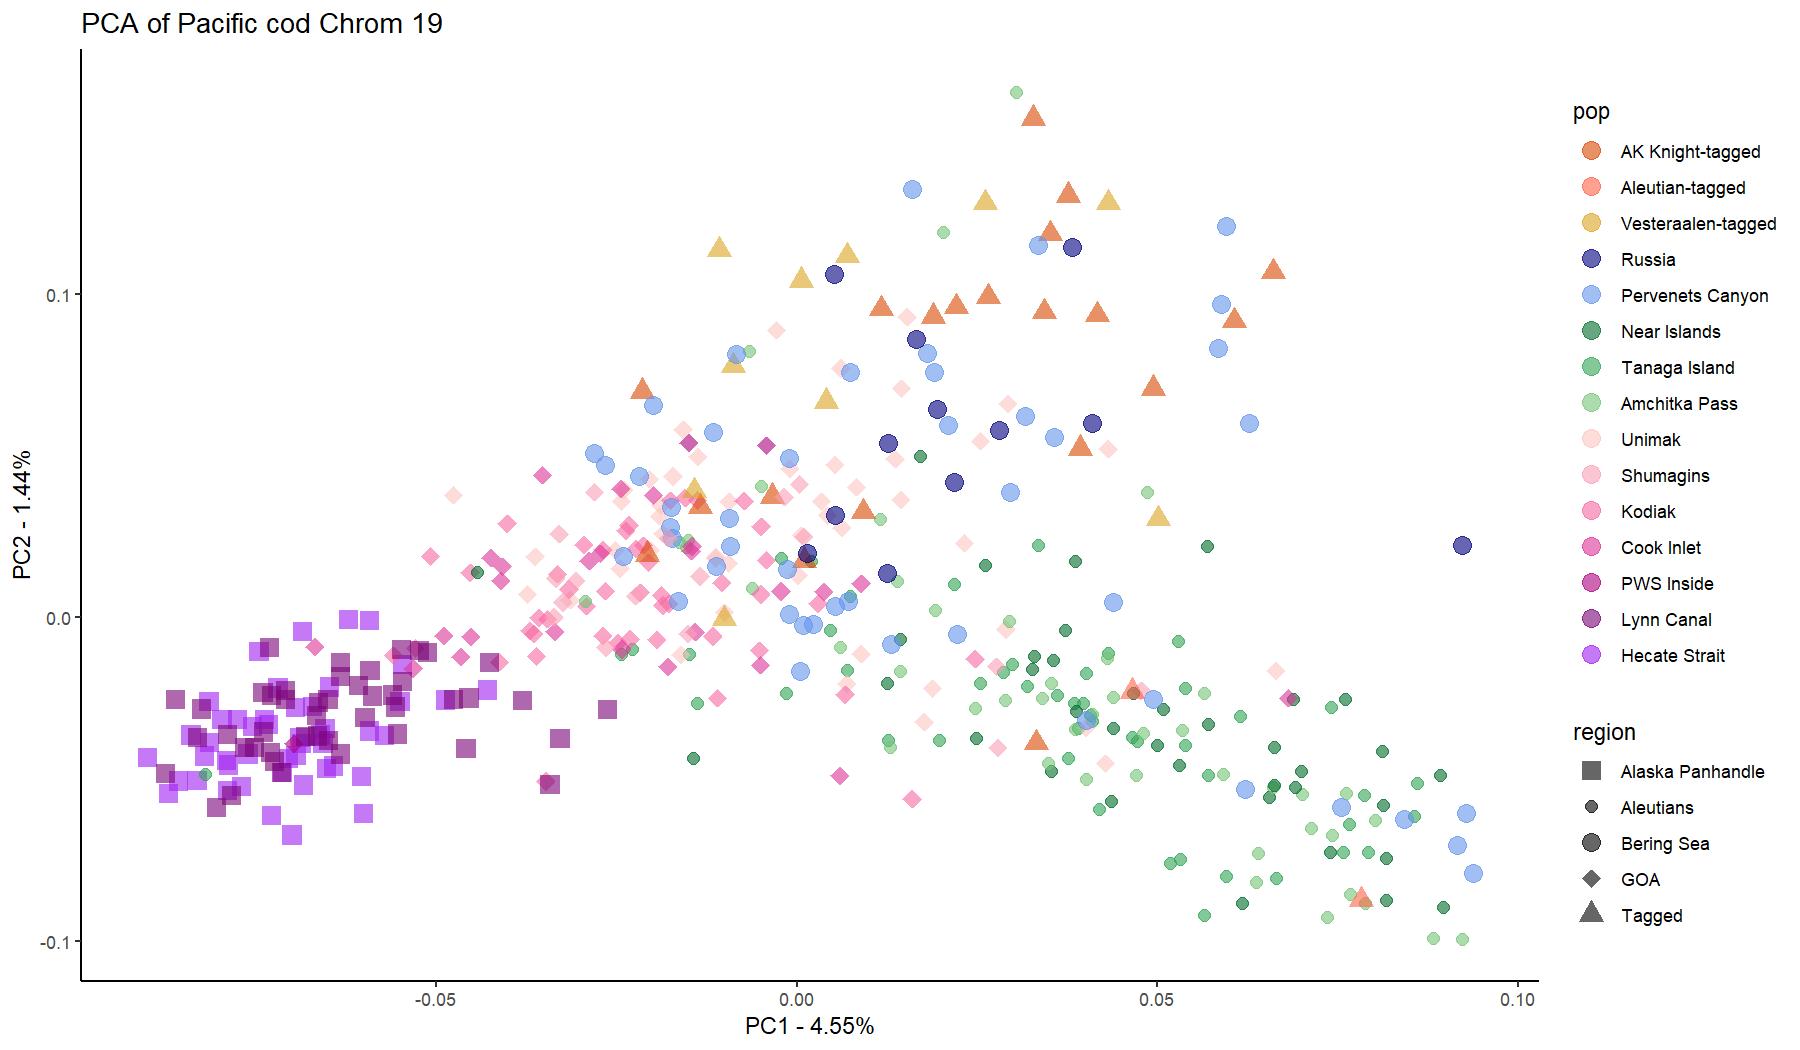 PCA of Pacific cod Chrom 19
PC2 - 1.44%
0.1
0.0
-0.1
-0.05
0.00
0.05
0.10
PC1 - 4.55%
pop
AK Knight-tagged
Aleutian-tagged
Vesteraalen-tagged
Russia
Pervenets Canyon
Near Islands
Tanaga Island
Amchitka Pass
Unimak
Shumagins
Kodiak
Cook Inlet
PWS Inside
Lynn Canal
Hecate Strait
region
Alaska Panhandle
Aleutians
Bering Sea
GOA
Tagged